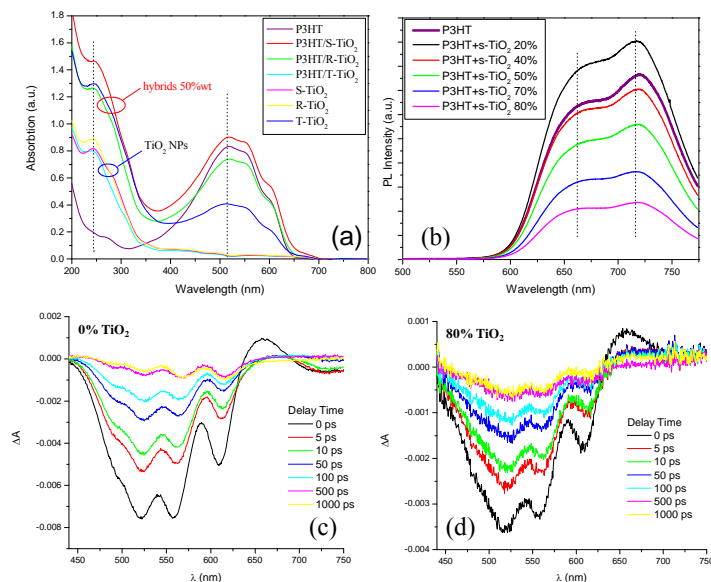 P3HT
P3HT/S-TiO2
P3HT/R-TiO2
P3HT/T-TiO2
S-TiO2
R-TiO2
T-TiO2
hybrids 50%wt
TiO2 NPs
(a)
Absorbtion (a.u.)
1.8
1.6
1.4
1.2
1.0
0.8
0.6
0.4
0.2
0.0
200 300 400 500 600 700 800
Wavelength (nm)
P3HT
P3HT+s-TiO2 20%
P3HT+s-TiO2 40%
P3HT+s-TiO2 50%
P3HT+s-TiO2 70%
P3HT+s-TiO2 80%
(b)
PL Intensity (a.u.)
500 550 600 650 700 750
Wavelength (nm)
0% TiO2
Delay Time
0 ps
5 ps
10 ps
50 ps
100 ps
500 ps
1000 ps
(c)
ΔA
0.002
0.000
-0.002
-0.004
-0.006
-0.008
450 500 550 600 650 700 750
λ (nm)
80% TiO2
Delay Time
0 ps
5 ps
10 ps
50 ps
100 ps
500 ps
1000 ps
(d)
ΔA
0.001
0.000
-0.001
-0.002
-0.003
-0.004
450 500 550 600 650 700 750
λ (nm)